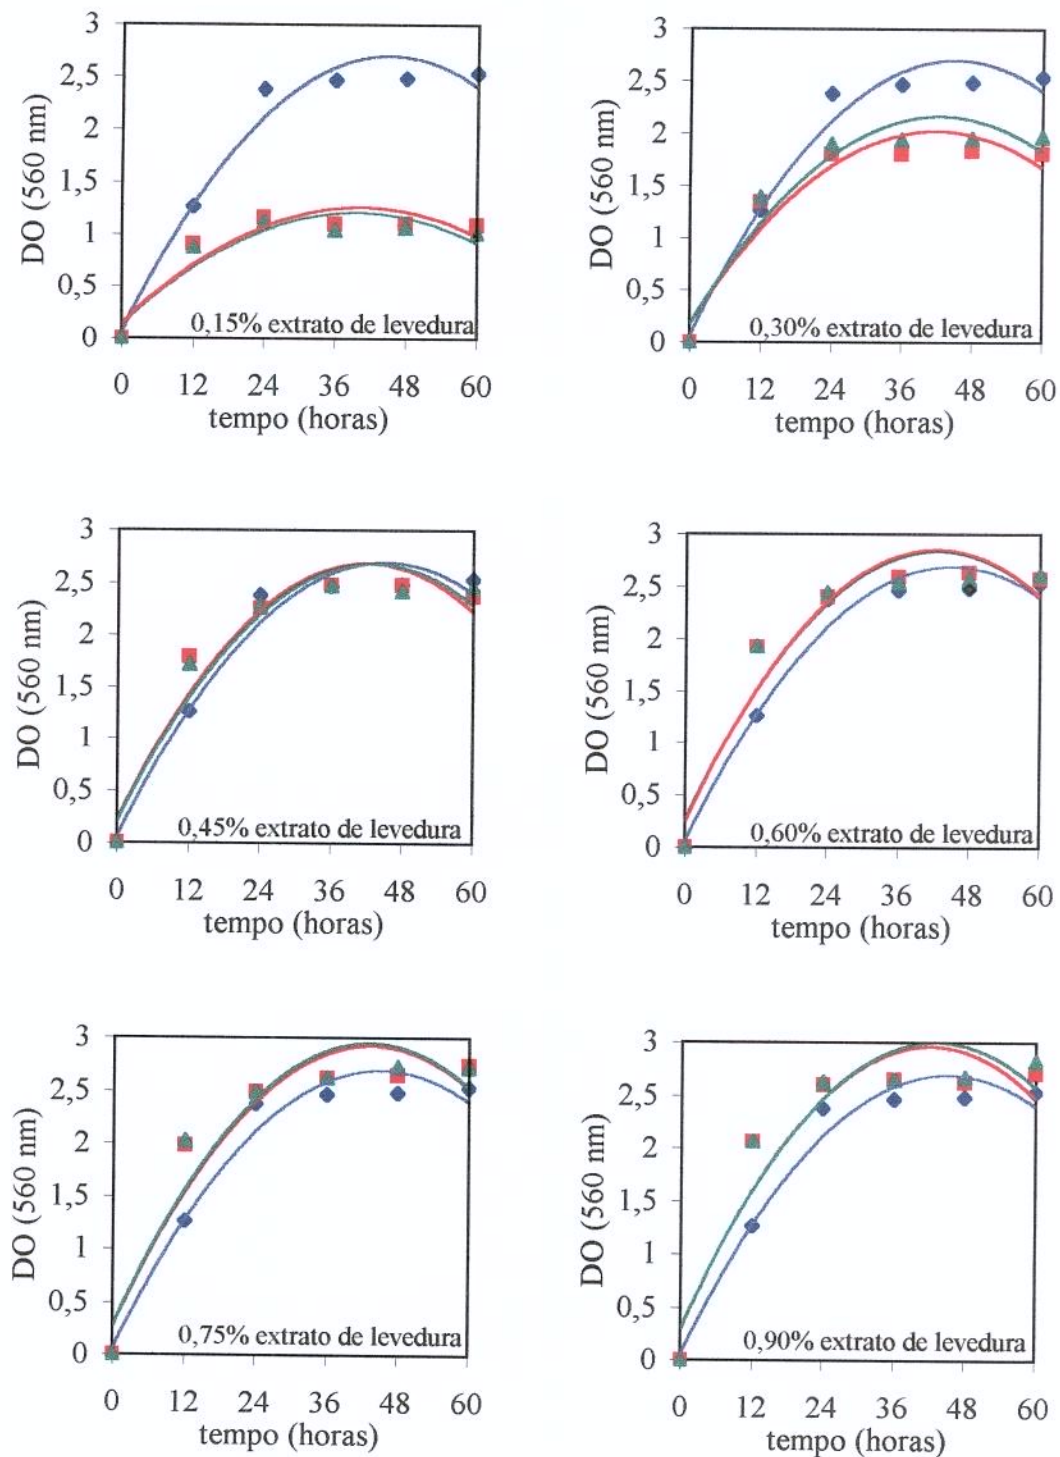 3
2,5
2
1,5
1
0,5
0
DO (560 nm)
0,15% extrato de levedura
0 12 24 36 48 60
tempo (horas)
3
2,5
2
1,5
1
0,5
0
DO (560 nm)
0,30% extrato de levedura
0 12 24 36 48 60
tempo (horas)
3
2,5
2
1,5
1
0,5
0
DO (560 nm)
0,45% extrato de levedura
0 12 24 36 48 60
tempo (horas)
3
2,5
2
1,5
1
0,5
0
DO (560 nm)
0,60% extrato de levedura
0 12 24 36 48 60
tempo (horas)
3
2,5
2
1,5
1
0,5
0
DO (560 nm)
0,75% extrato de levedura
0 12 24 36 48 60
tempo (horas)
3
2,5
2
1,5
1
0,5
0
DO (560 nm)
0,90% extrato de levedura
0 12 24 36 48 60
tempo (horas)